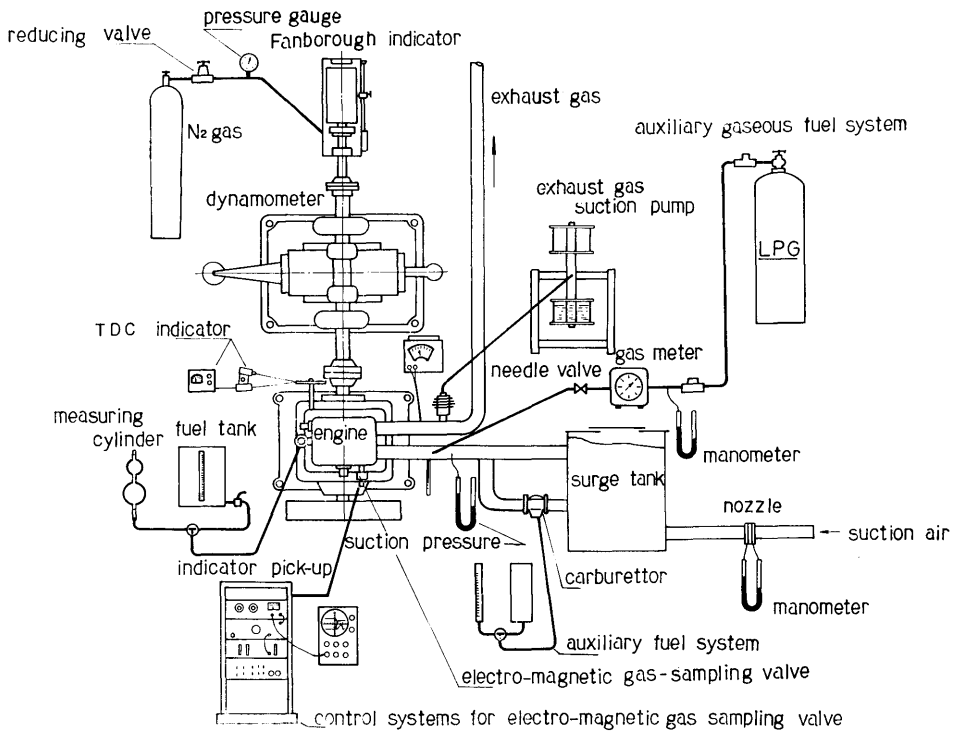 pressure gauge
reducing valve
Fanborough indicator
exhaust gas
N2 gas
auxiliary gaseous fuel system
dynamometer
exhaust gas
suction pump
LPG
TDC indicator
gas meter
needle valve
measuring
cylinder
fuel tank
engine
manometer
surge tank
nozzle
suction air
suction pressure
indicator pick-up
carburettor
manometer
auxiliary fuel system
electro-magnetic gas-sampling valve
control systems for electro-magnetic gas sampling valve